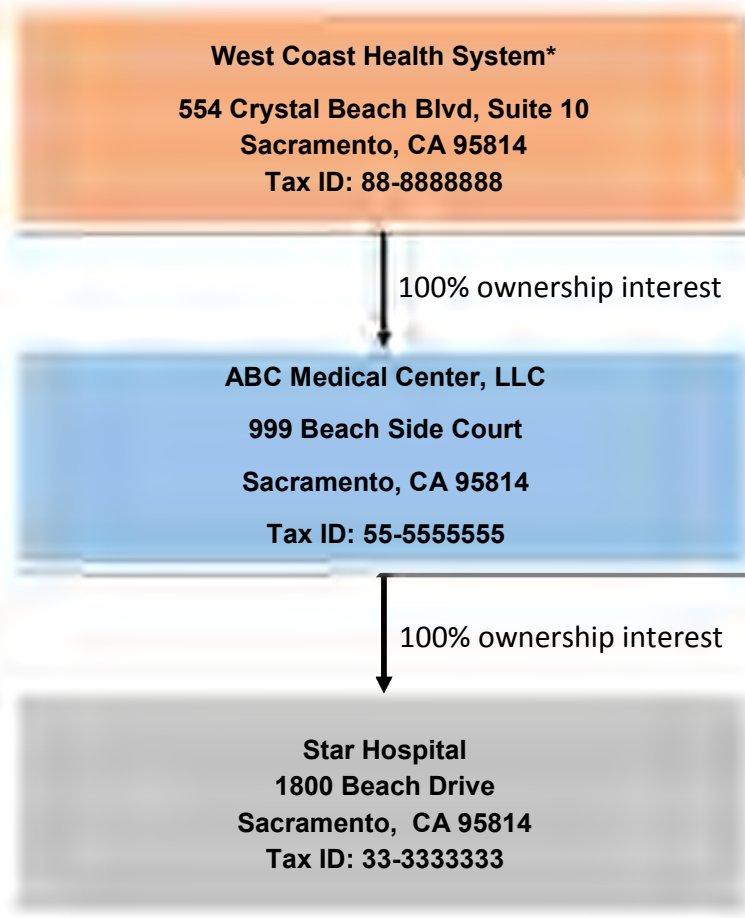 West Coast Health System*
554 Crystal Beach Blvd, Suite 10
Sacramento, CA 95814
Tax ID: 88-8888888
100% ownership interest
ABC Medical Center, LLC
999 Beach Side Court
Sacramento, CA 95814
Tax ID: 55-5555555
100% ownership interest
Star Hospital
1800 Beach Drive
Sacramento, CA 95814
Tax ID: 33-3333333